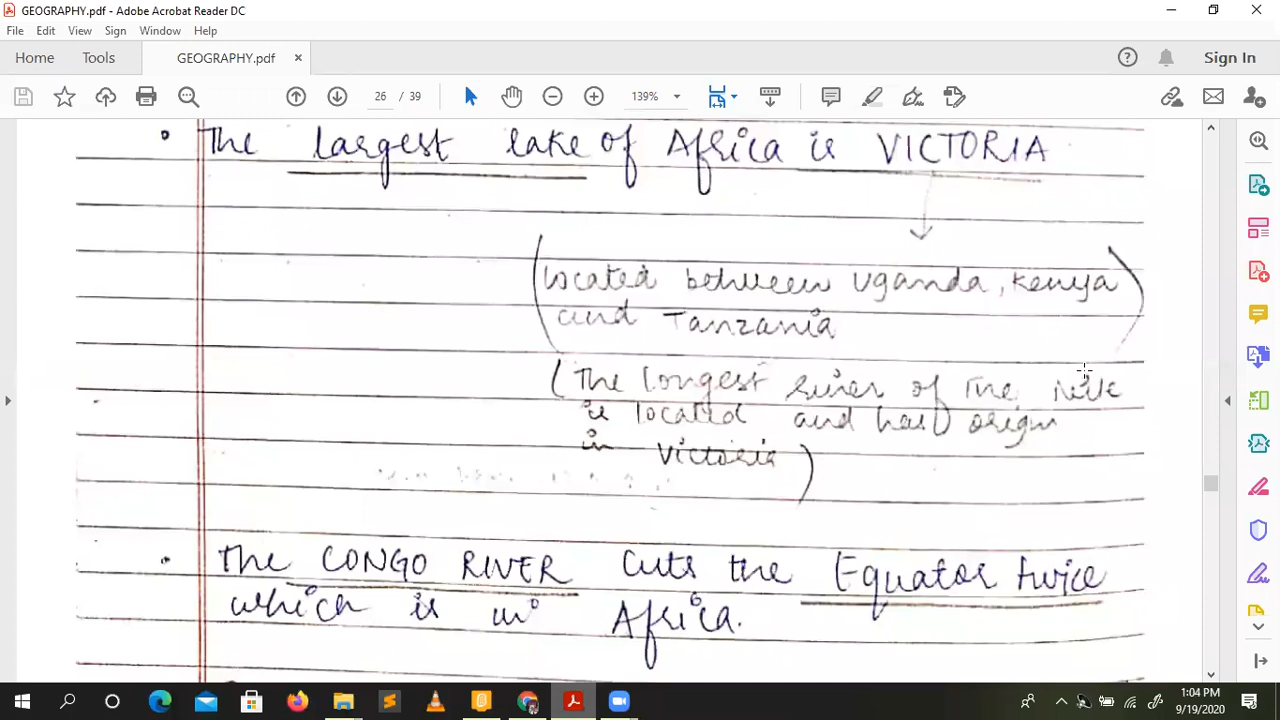 GEOGRAPHY.pdf - Adobe Acrobat Reader DC
File Edit View Sign Window Help
Home Tools GEOGRAPHY.pdf × Sign In
26 / 39 139%
• The largest lake of Africa is VICTORIA
(located between Uganda, Kenya
and Tanzania)
(The longest river of the Nile
is located and has origin
in Victoria)
• The CONGO RIVER cuts the Equator twice
which is in Africa.
1:04 PM
9/19/2020